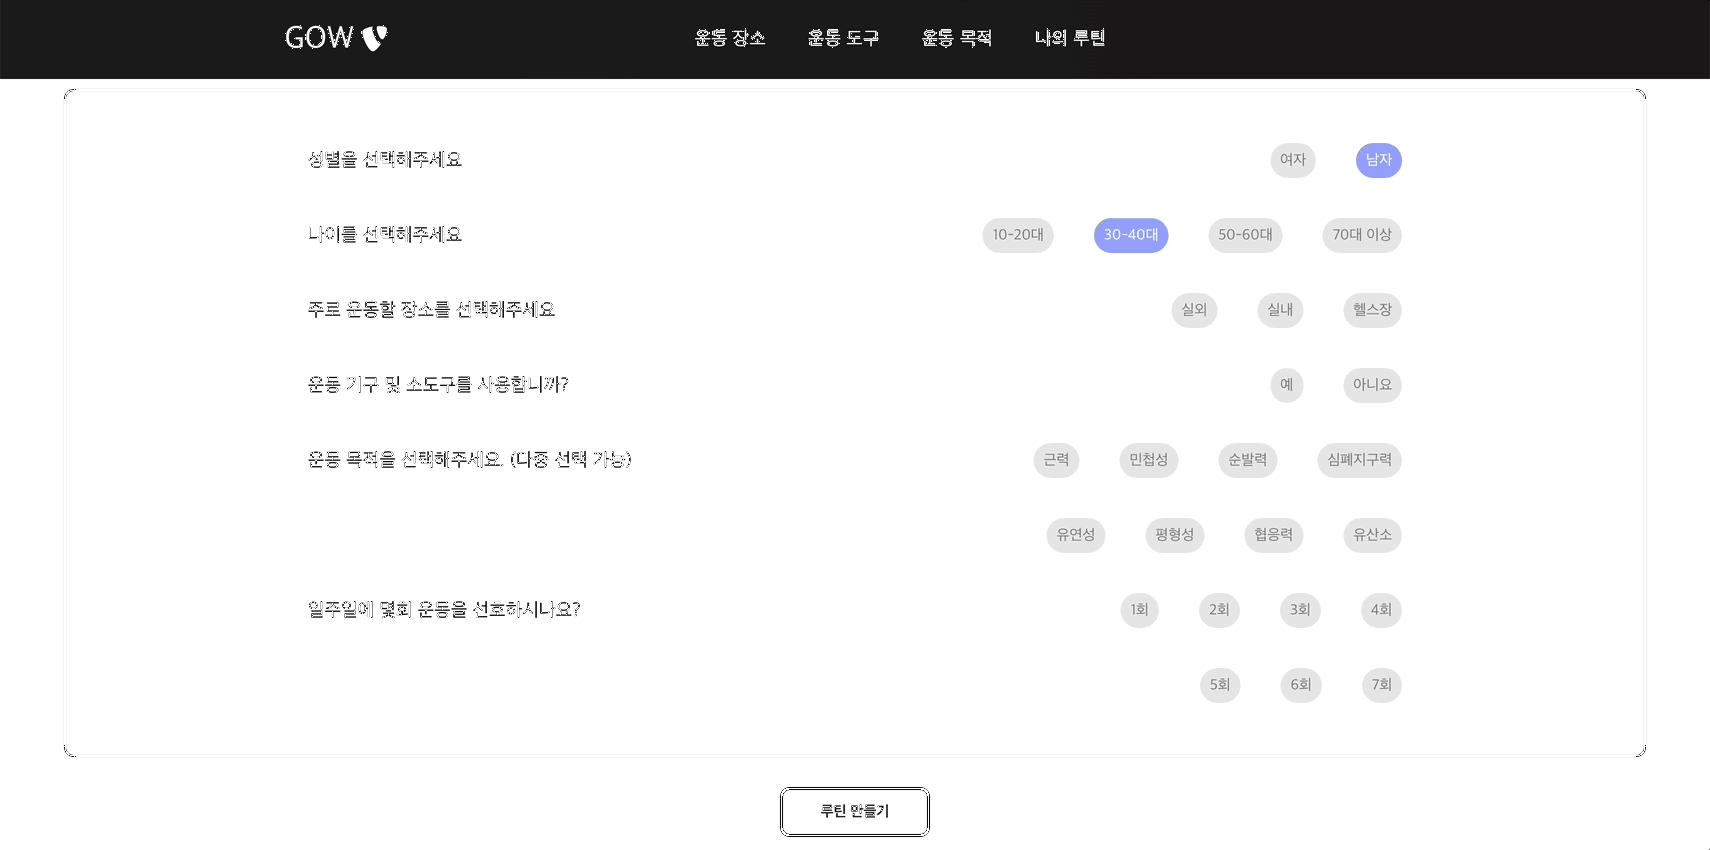 GOW 운동 장소 운동 도구 운동 목적 나의 루틴
성별을 선택해주세요 여자 남자
나이를 선택해주세요 10-20대 30-40대 50-60대 70대 이상
주로 운동할 장소를 선택해주세요 실외 실내 헬스장
운동 기구 및 소도구를 사용합니까? 예 아니요
운동 목적을 선택해주세요. (다중 선택 가능) 근력 민첩성 순발력 심폐지구력
유연성 평형성 협응력 유산소
일주일에 몇회 운동을 선호하시나요? 1회 2회 3회 4회
5회 6회 7회
루틴 만들기